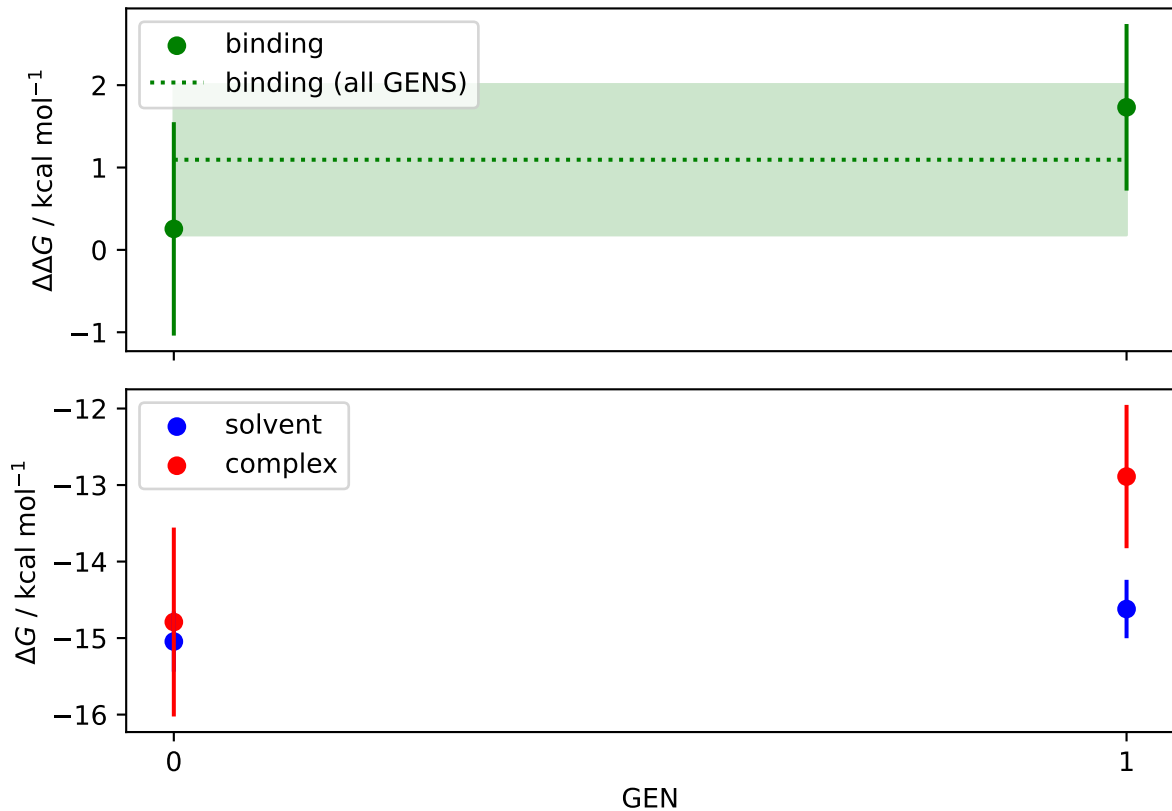 binding
binding (all GENS)
ΔΔG / kcal mol⁻¹
2
1
0
−1
solvent
complex
ΔG / kcal mol⁻¹
−12
−13
−14
−15
−16
0
1
GEN